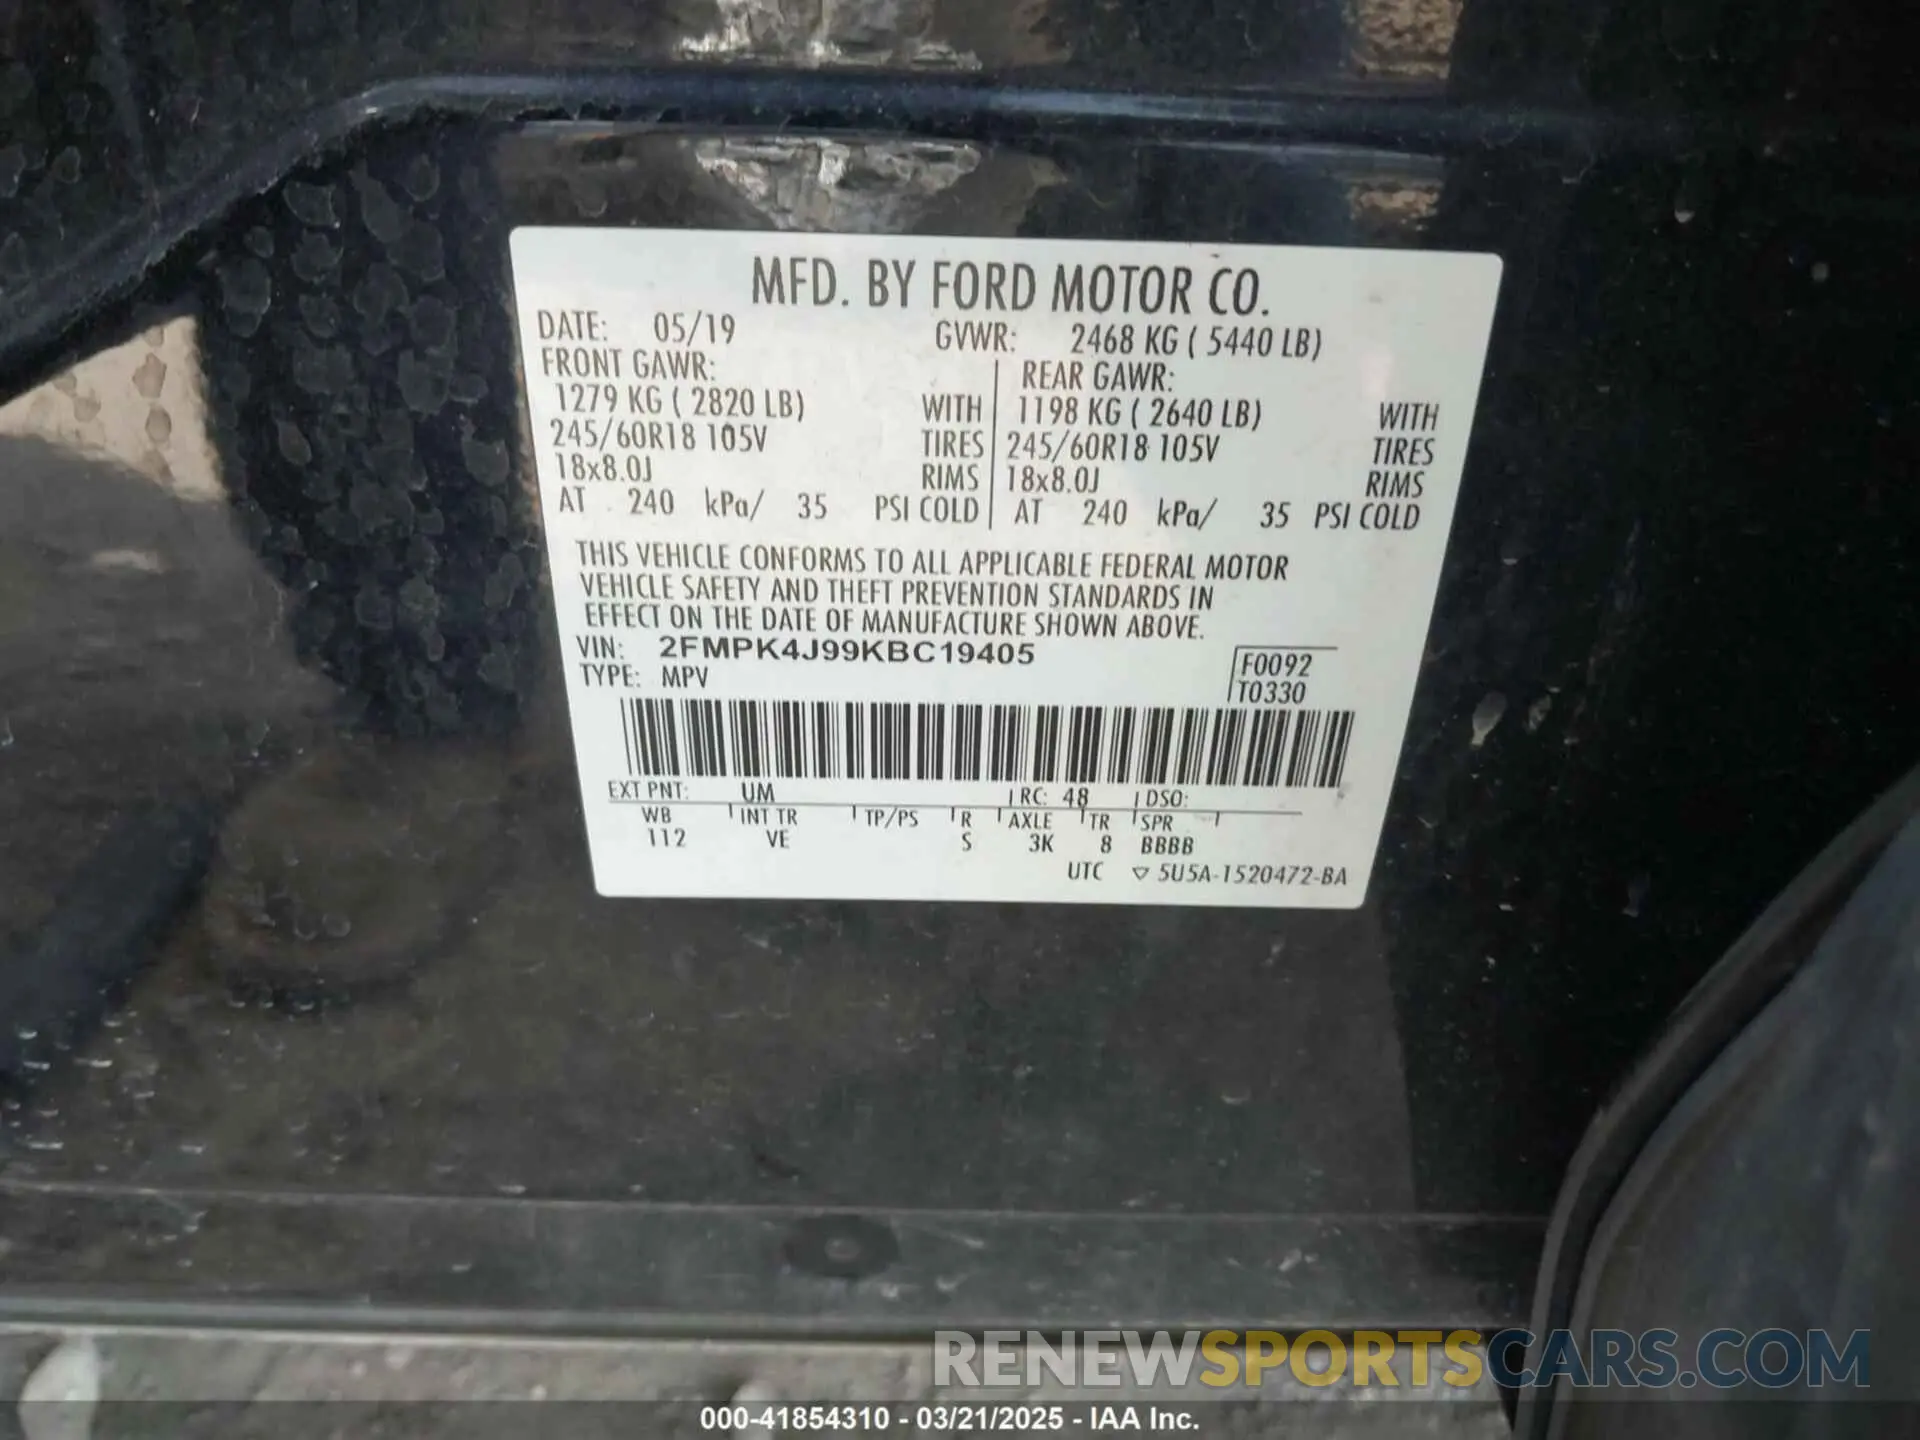 MFD. BY FORD MOTOR CO.
DATE: 05/19 GVWR: 2468 KG ( 5440 LB)
FRONT GAWR: REAR GAWR:
1279 KG ( 2820 LB) WITH 1198 KG ( 2640 LB) WITH
245/60R18 105V TIRES 245/60R18 105V TIRES
18x8.0J RIMS 18x8.0J RIMS
AT 240 kPa/ 35 PSI COLD AT 240 kPa/ 35 PSI COLD
THIS VEHICLE CONFORMS TO ALL APPLICABLE FEDERAL MOTOR
VEHICLE SAFETY AND THEFT PREVENTION STANDARDS IN
EFFECT ON THE DATE OF MANUFACTURE SHOWN ABOVE.
VIN: 2FMPK4J99KBC19405
TYPE: MPV
F0092
T0330
EXT PNT: UM RC: 48 DSO:
WB INT TR TP/PS R AXLE TR SPR
112 VE S 3K 8 BBBB
UTC 5U5A-1520472-BA
RENEWSPORTSCARS.COM
000-41854310 - 03/21/2025 - IAA Inc.